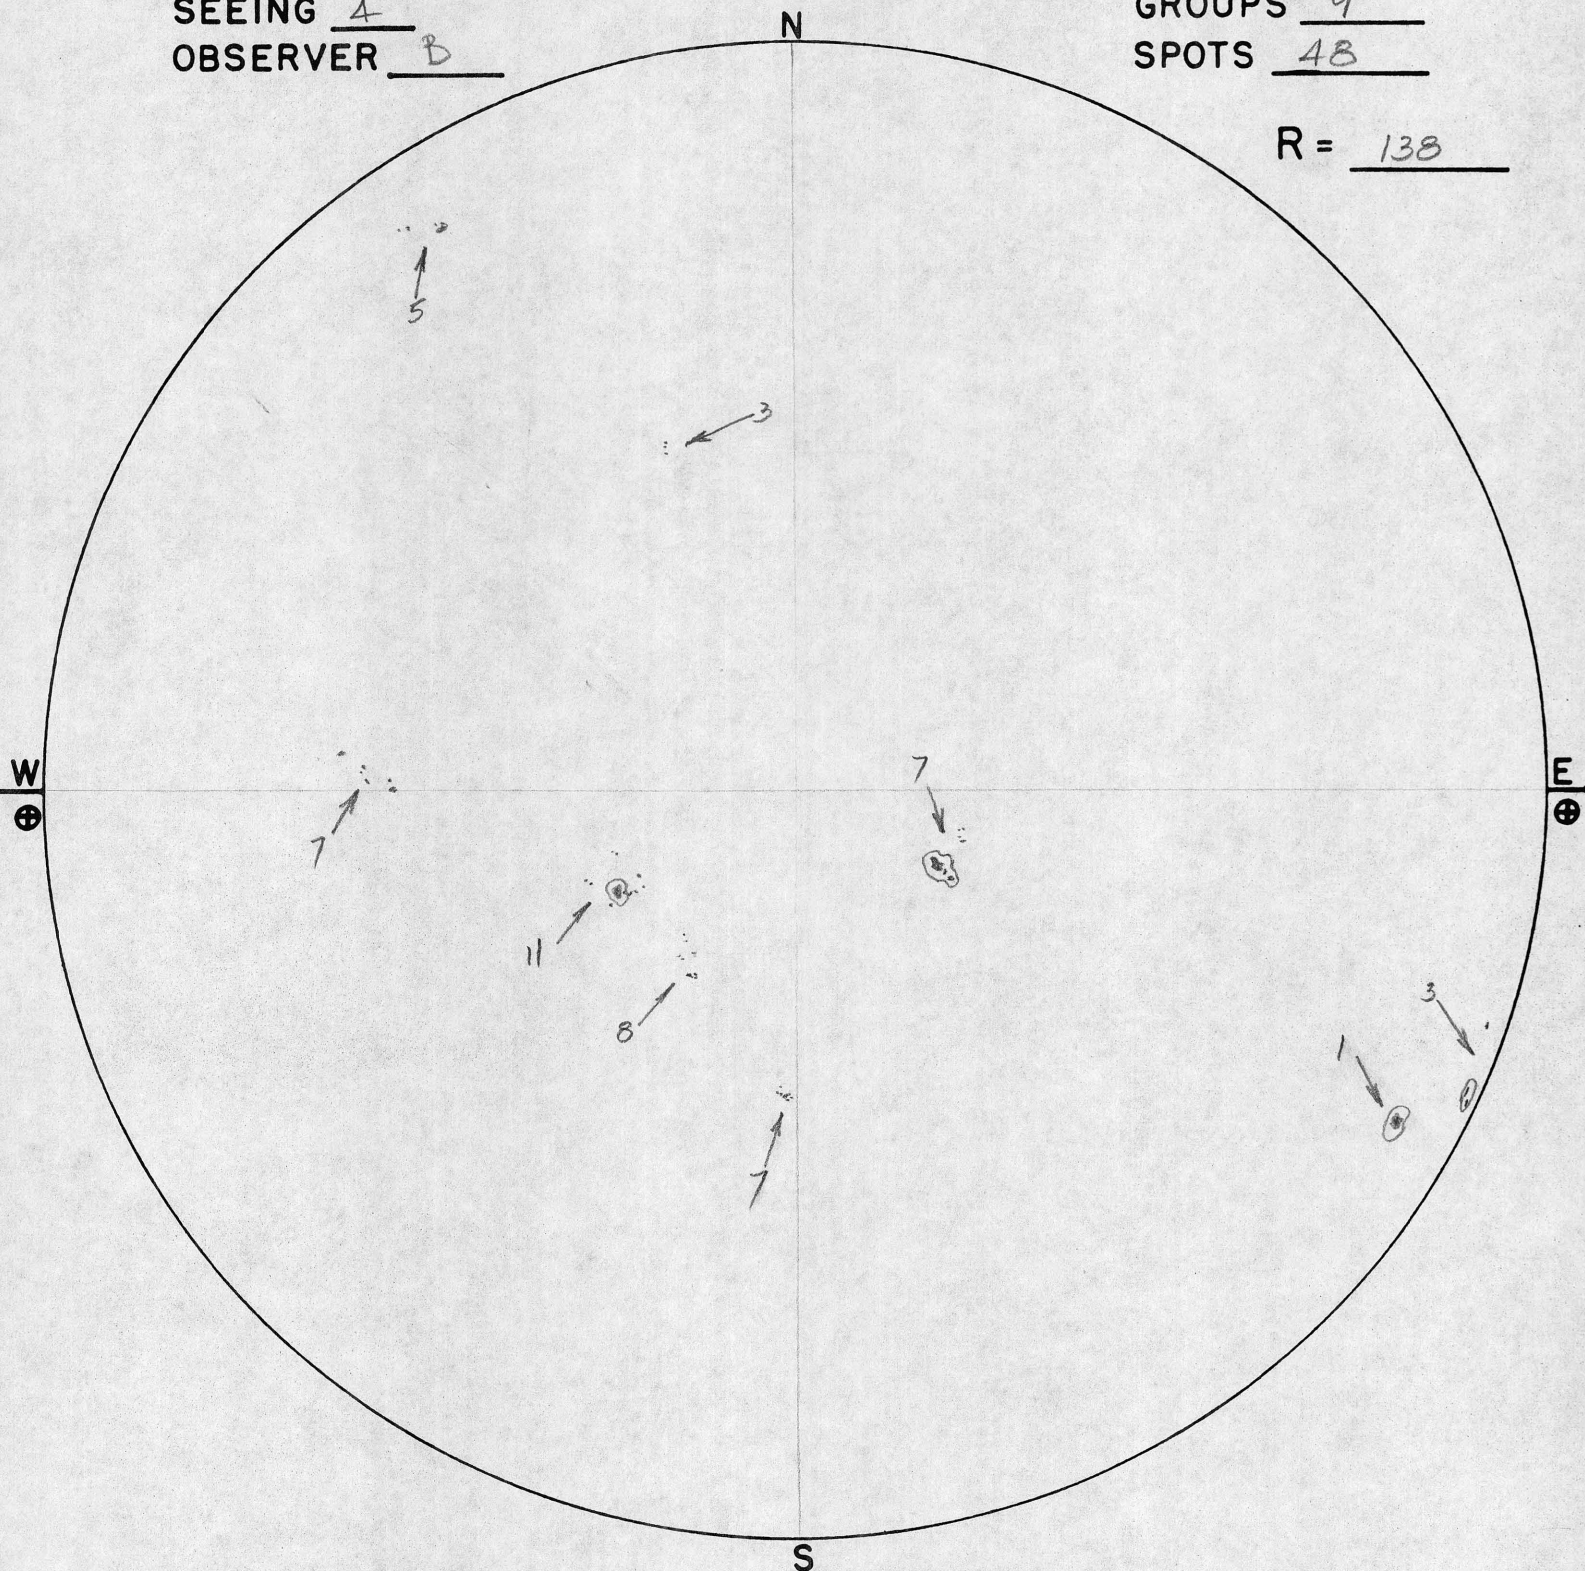 SEEING 4
GROUPS 9
OBSERVER B
SPOTS 48
N
R = 138
5
3
W
7
E
7
11
8
3
1
7
S